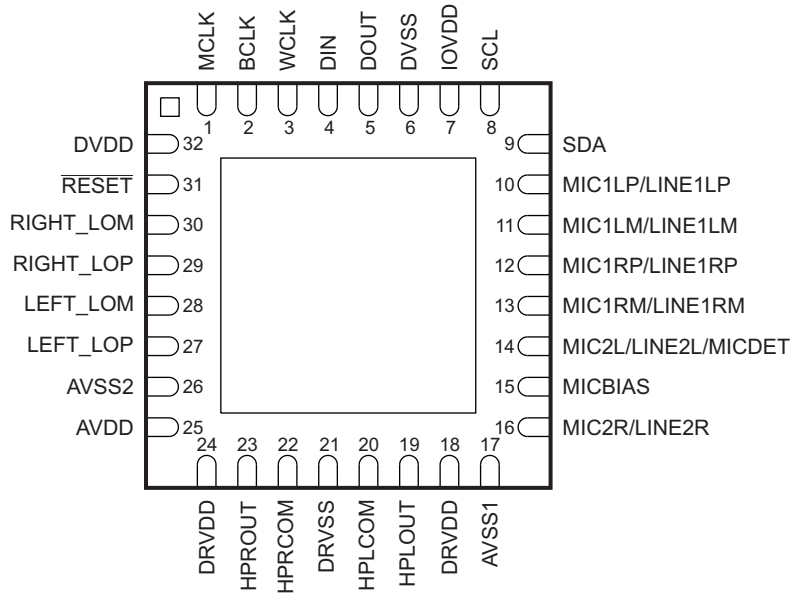 MCLK
BCLK
WCLK
DIN
DOUT
DVSS
IOVDD
SCL
1 2 3 4 5 6 7 8
DVDD 32
RESET 31
RIGHT_LOM 30
RIGHT_LOP 29
LEFT_LOM 28
LEFT_LOP 27
AVSS2 26
AVDD 25
9 SDA
10 MIC1LP/LINE1LP
11 MIC1LM/LINE1LM
12 MIC1RP/LINE1RP
13 MIC1RM/LINE1RM
14 MIC2L/LINE2L/MICDET
15 MICBIAS
16 MIC2R/LINE2R
24 23 22 21 20 19 18 17
DRVDD
HPROUT
HPRCOM
DRVSS
HPLCOM
HPLOUT
DRVDD
AVSS1